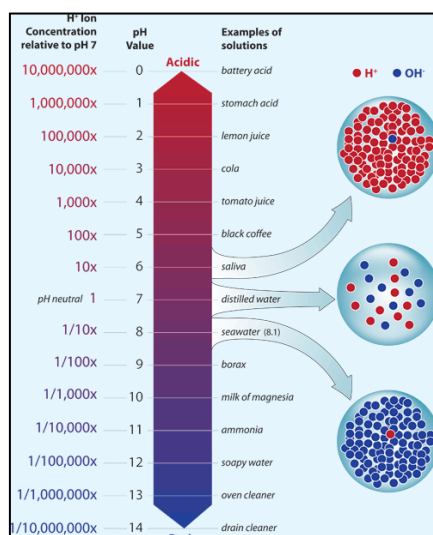 H⁺ Ion
Concentration
relative to pH 7
pH
Value
Examples of
solutions
Acidic
H⁺ OH⁻
10,000,000x 0 battery acid
1,000,000x 1 stomach acid
100,000x 2 lemon juice
10,000x 3 cola
1,000x 4 tomato juice
100x 5 black coffee
10x 6 saliva
pH neutral 1 7 distilled water
1/10x 8 seawater (8.1)
1/100x 9 borax
1/1,000x 10 milk of magnesia
1/10,000x 11 ammonia
1/100,000x 12 soapy water
1/1,000,000x 13 oven cleaner
1/10,000,000x 14 drain cleaner